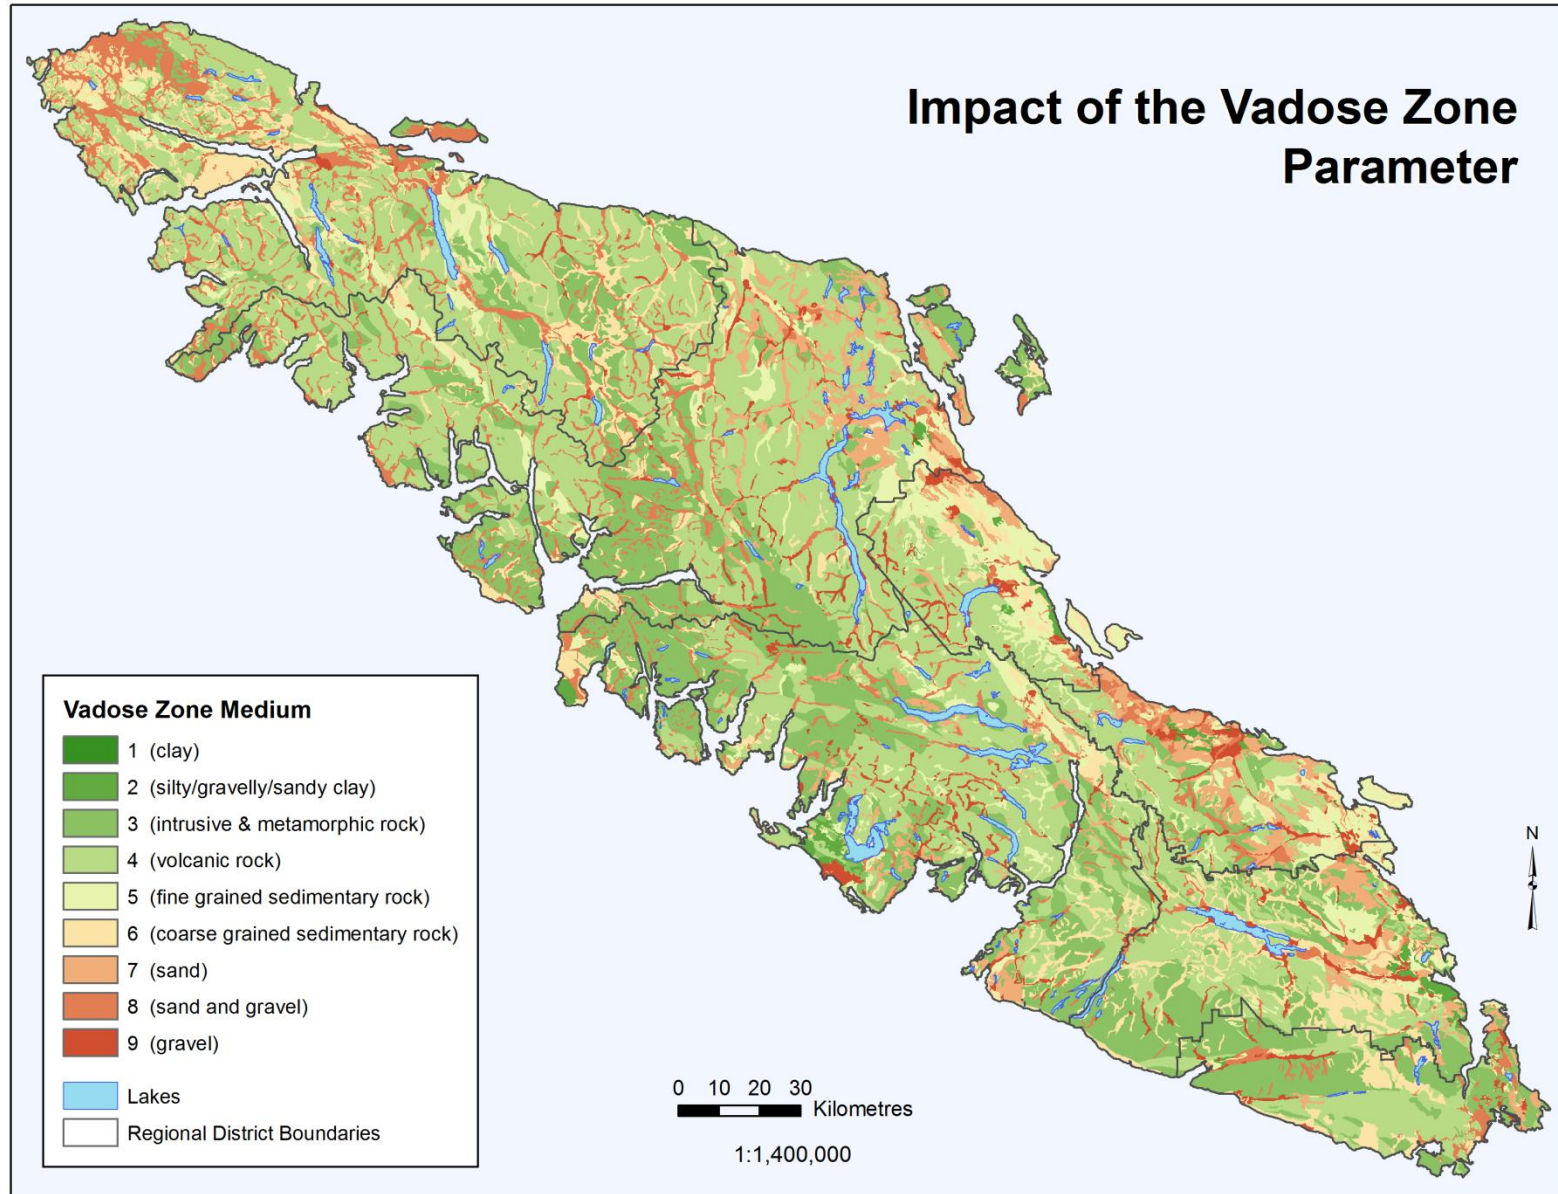 Impact of the Vadose Zone
Parameter
Vadose Zone Medium
1 (clay)
2 (silty/gravelly/sandy clay)
3 (intrusive & metamorphic rock)
4 (volcanic rock)
5 (fine grained sedimentary rock)
6 (coarse grained sedimentary rock)
7 (sand)
8 (sand and gravel)
9 (gravel)
Lakes
Regional District Boundaries
N
0 10 20 30
Kilometres
1:1,400,000